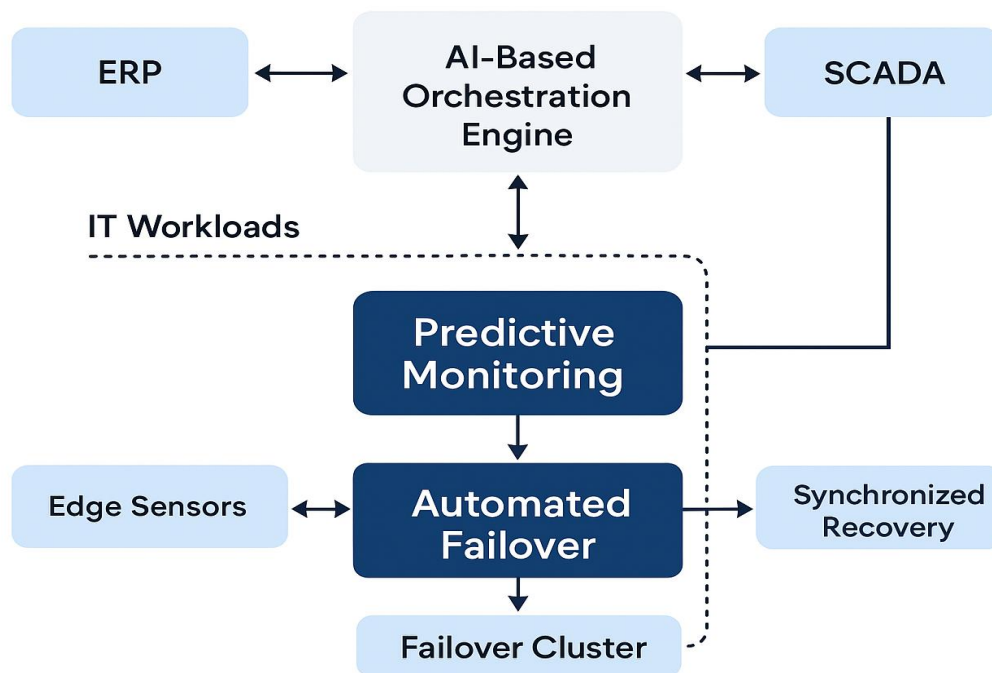 ERP
AI-Based
Orchestration
Engine
SCADA
IT Workloads
Predictive
Monitoring
Edge Sensors
Automated
Failover
Synchronized
Recovery
Failover Cluster